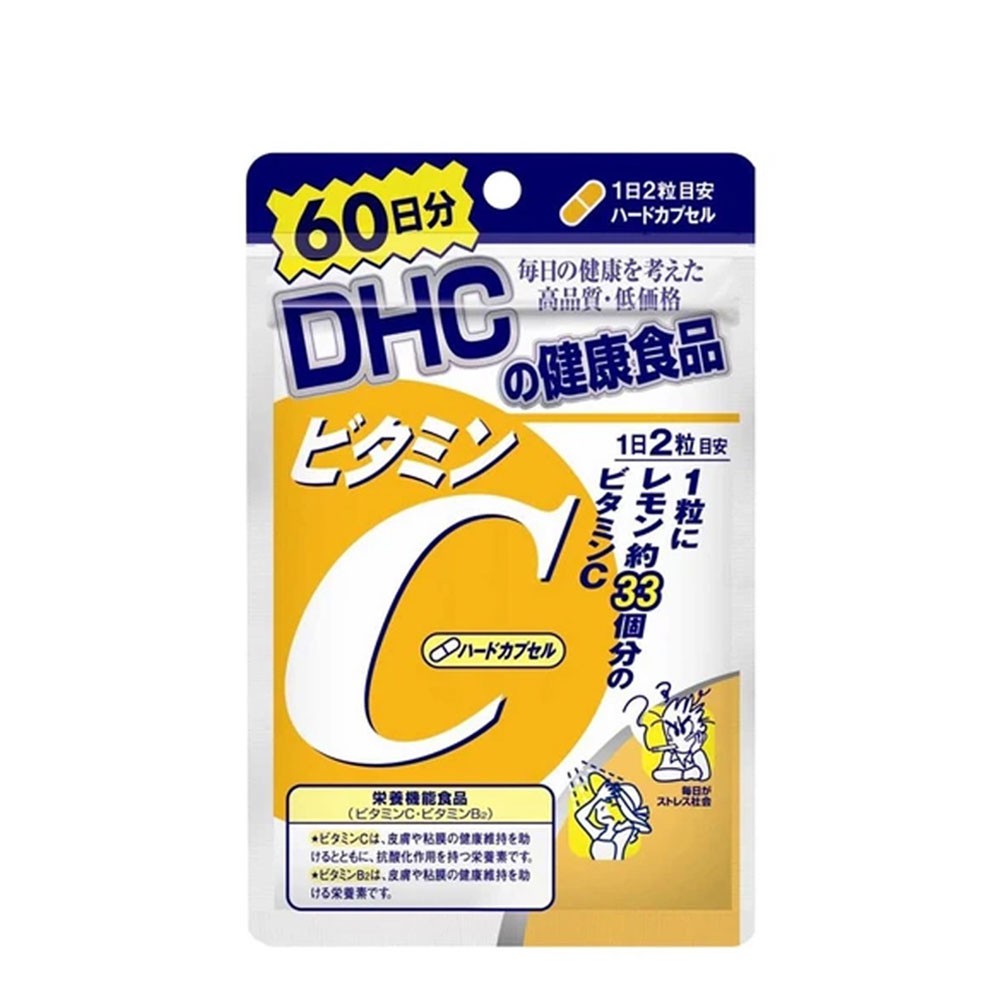 60日分
1日2粒目安
ハードカプセル
毎日の健康を考えた
高品質・低価格
DHC
の健康食品
ビタミン
C
1日2粒目安
1粒に
レモン約33個分の
ビタミンC
ハードカプセル
毎日が
ストレス社会
栄養機能食品
(ビタミンC・ビタミンB2)
★ビタミンCは、皮膚や粘膜の健康維持を助
けるとともに、抗酸化作用を持つ栄養素です。
★ビタミンB2は、皮膚や粘膜の健康維持を助
ける栄養素です。